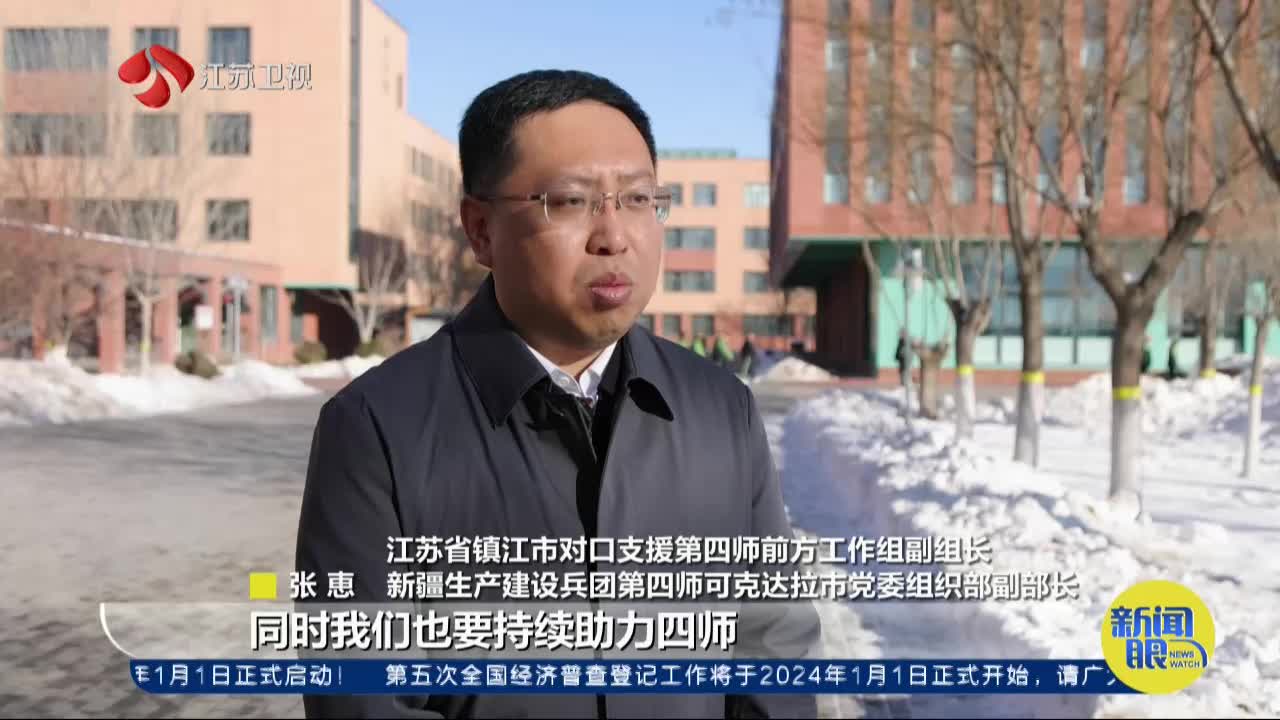 江苏卫视
江苏省镇江市对口支援第四师前方工作组副组长
张惠 新疆生产建设兵团第四师可克达拉市党委组织部副部长
同时我们也要持续助力四师
新闻眼
NEWS WATCH
年1月1日正式启动！ 第五次全国经济普查登记工作将于2024年1月1日正式开始，请广